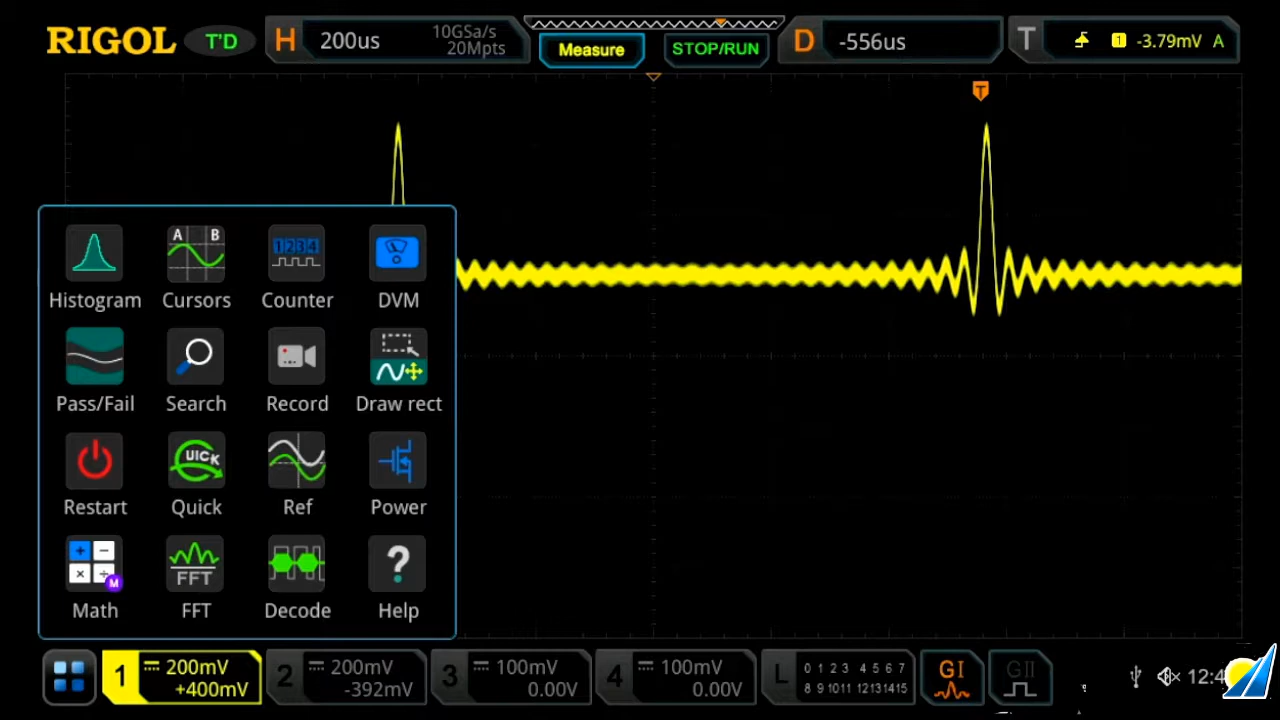 RIGOL T'D H 200us 10GSa/s 20Mpts Measure STOP/RUN D -556us T 1 -3.79mV A
T
A B 1234
Histogram Cursors Counter DVM
Pass/Fail Search Record Draw rect
UICK
Restart Quick Ref Power
M FFT ?
Math FFT Decode Help
1 200mV +400mV 2 200mV -392mV 3 100mV 0.00V 4 100mV 0.00V L 0 1 2 3 4 5 6 7 8 9 10 11 12 13 14 15 GI GII